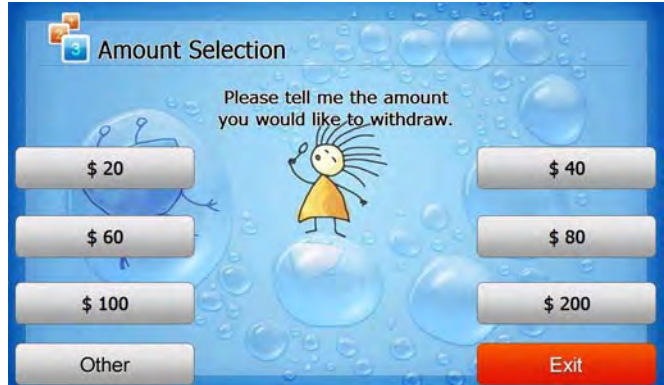 3
Amount Selection
Please tell me the amount
you would like to withdraw.
$ 20
$ 40
$ 60
$ 80
$ 100
$ 200
Other
Exit